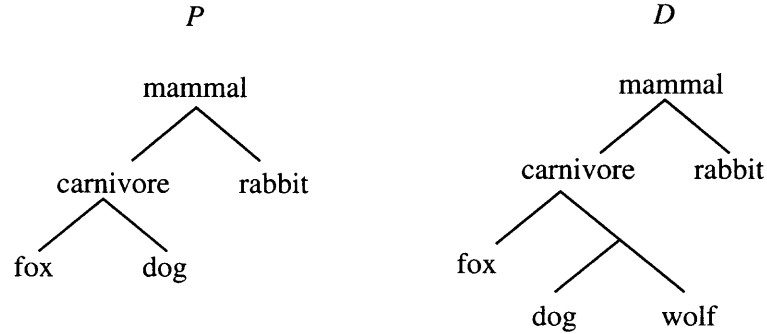 P
D
mammal
mammal
carnivore rabbit
carnivore rabbit
fox dog
fox
dog wolf